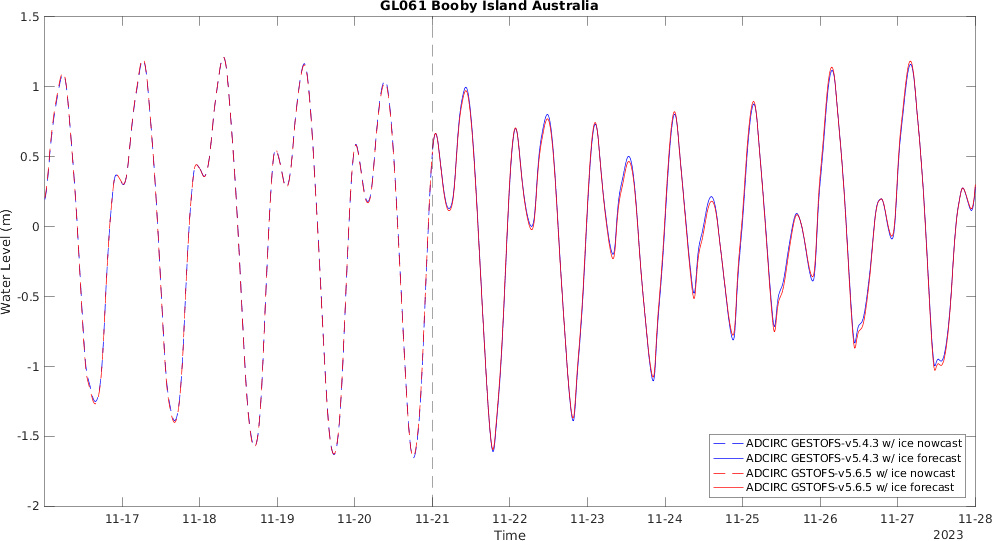 GL061 Booby Island Australia
1.5
1
0.5
0
-0.5
-1
-1.5
-2
Water Level (m)
11-17 11-18 11-19 11-20 11-21 11-22 11-23 11-24 11-25 11-26 11-27 11-28
Time
2023
ADCIRC GESTOFS-v5.4.3 w/ ice nowcast
ADCIRC GESTOFS-v5.4.3 w/ ice forecast
ADCIRC GSTOFS-v5.6.5 w/ ice nowcast
ADCIRC GSTOFS-v5.6.5 w/ ice forecast